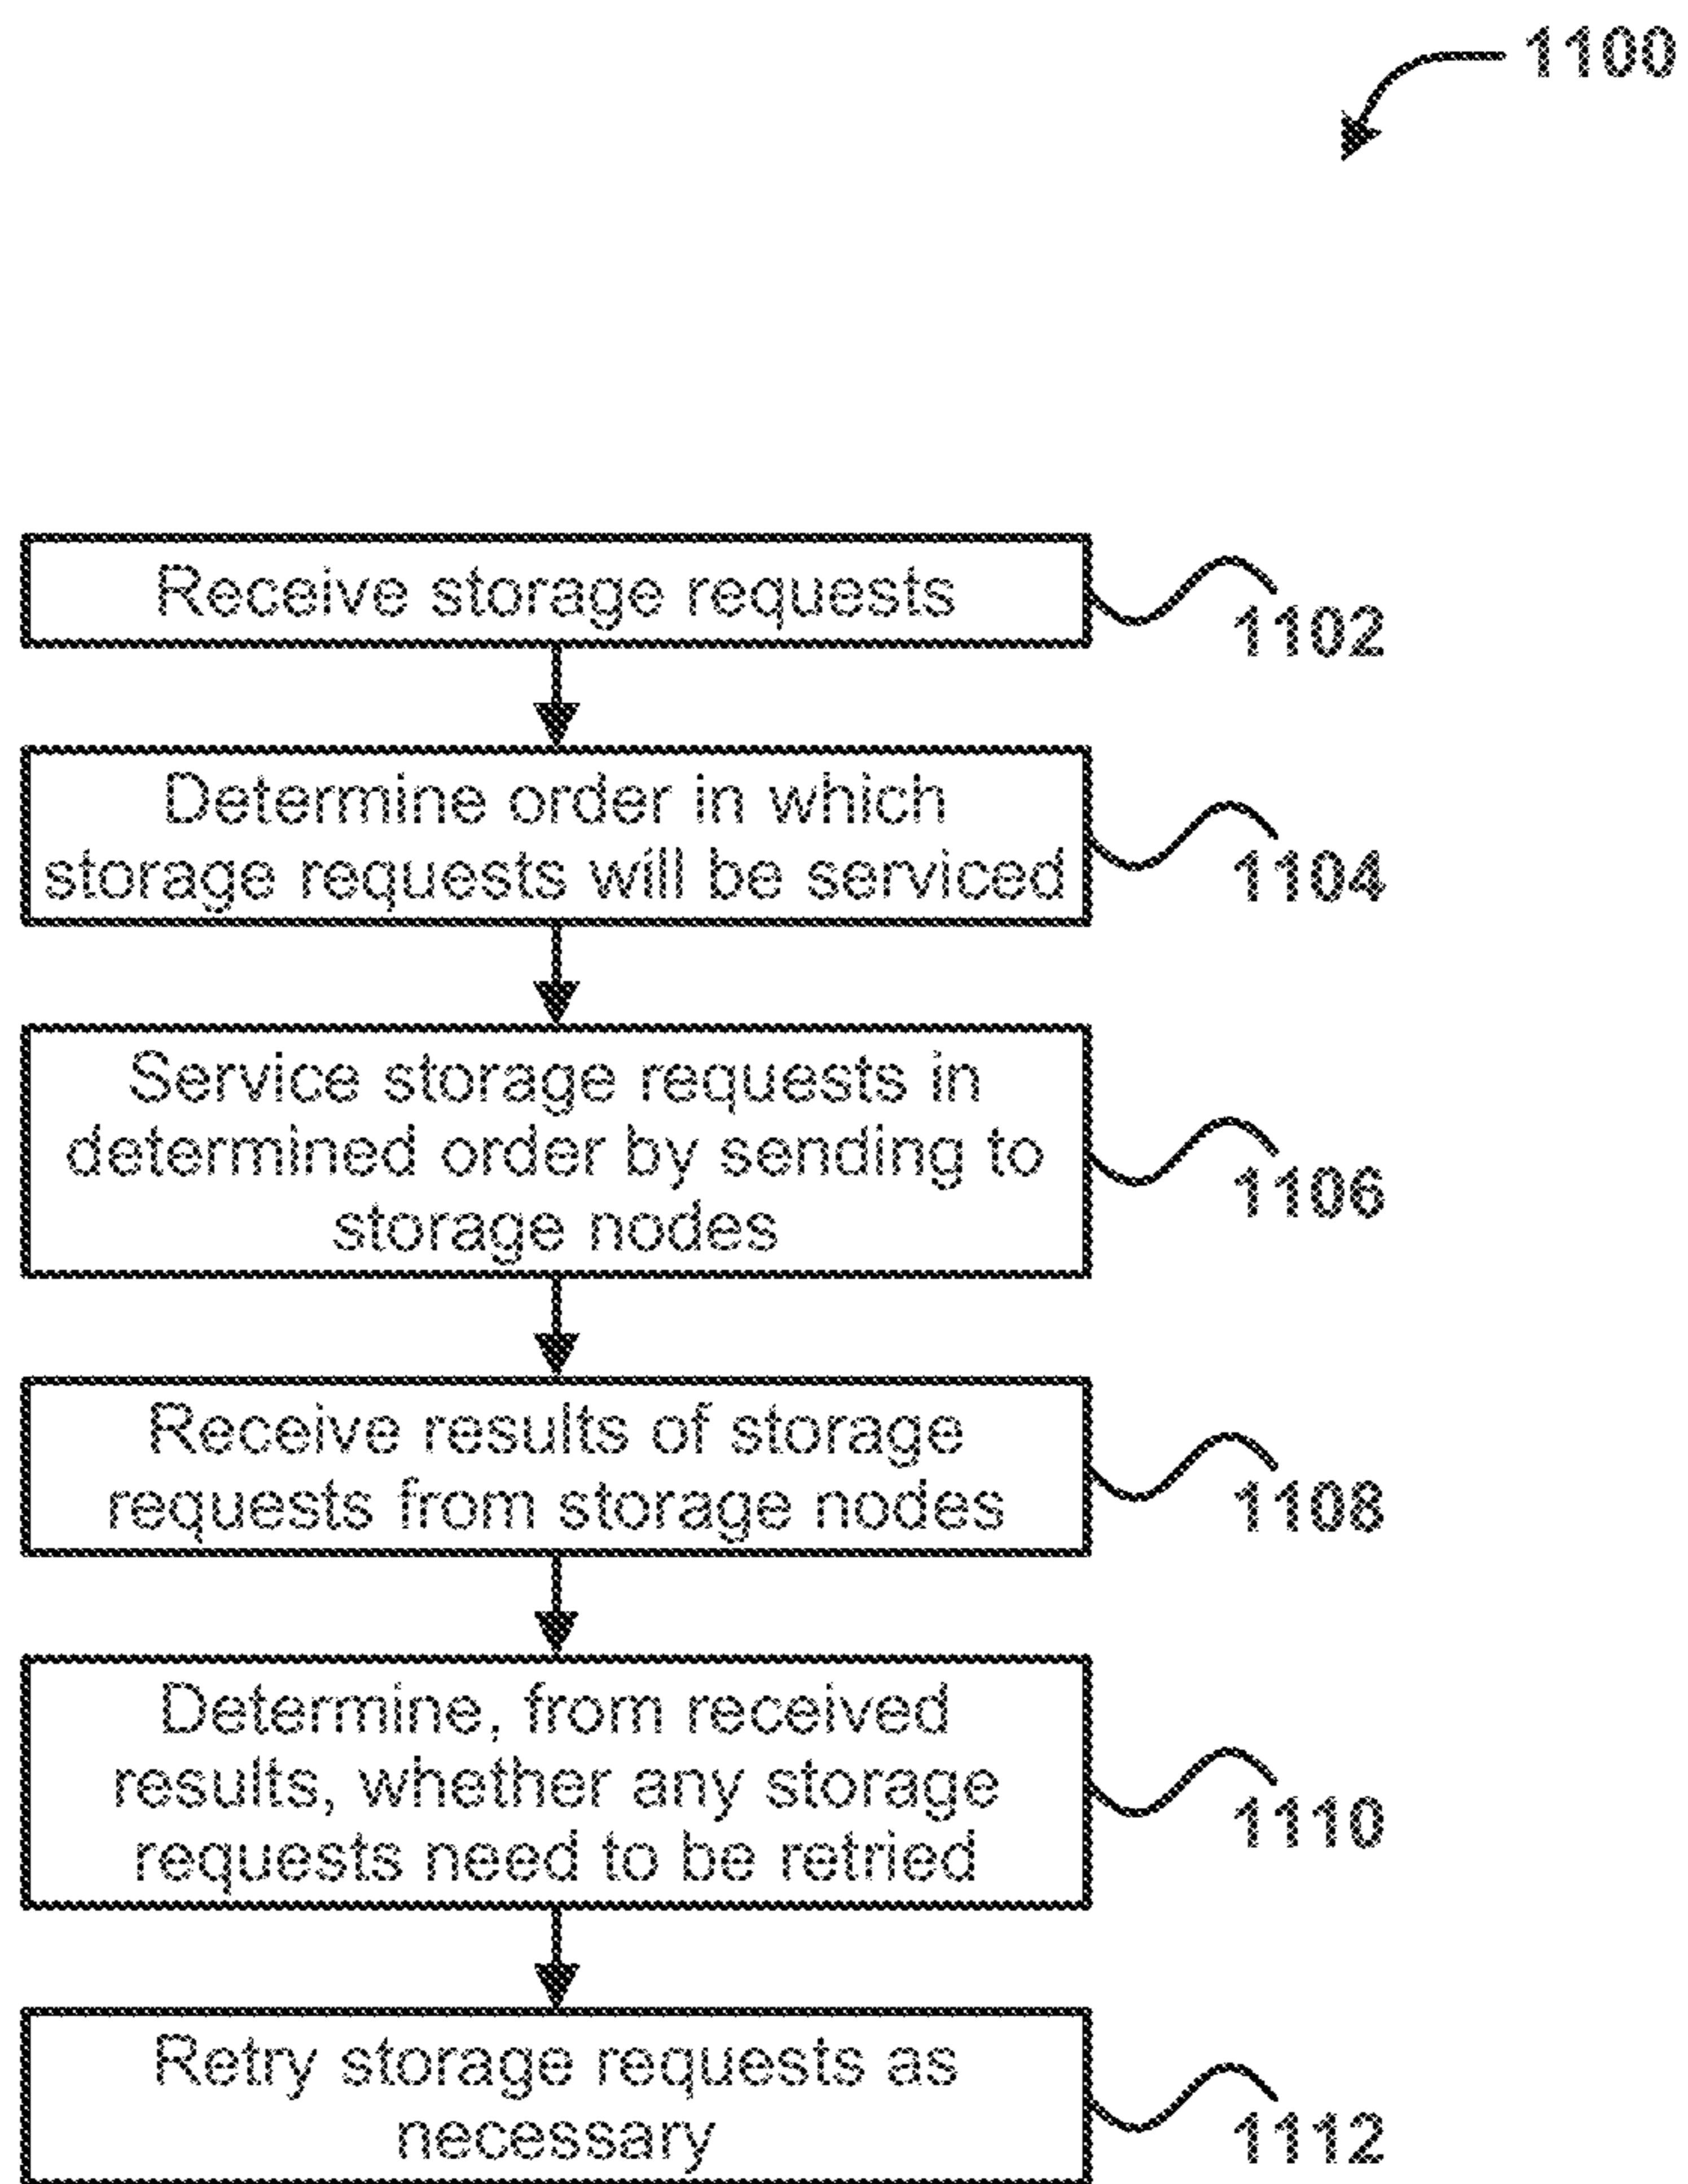 1100
Receive storage requests
1102
Determine order in which
storage requests will be serviced
1104
Service storage requests in
determined order by sending to
storage nodes
1106
Receive results of storage
requests from storage nodes
1108
Determine, from received
results, whether any storage
requests need to be retried
1110
Retry storage requests as
necessary
1112